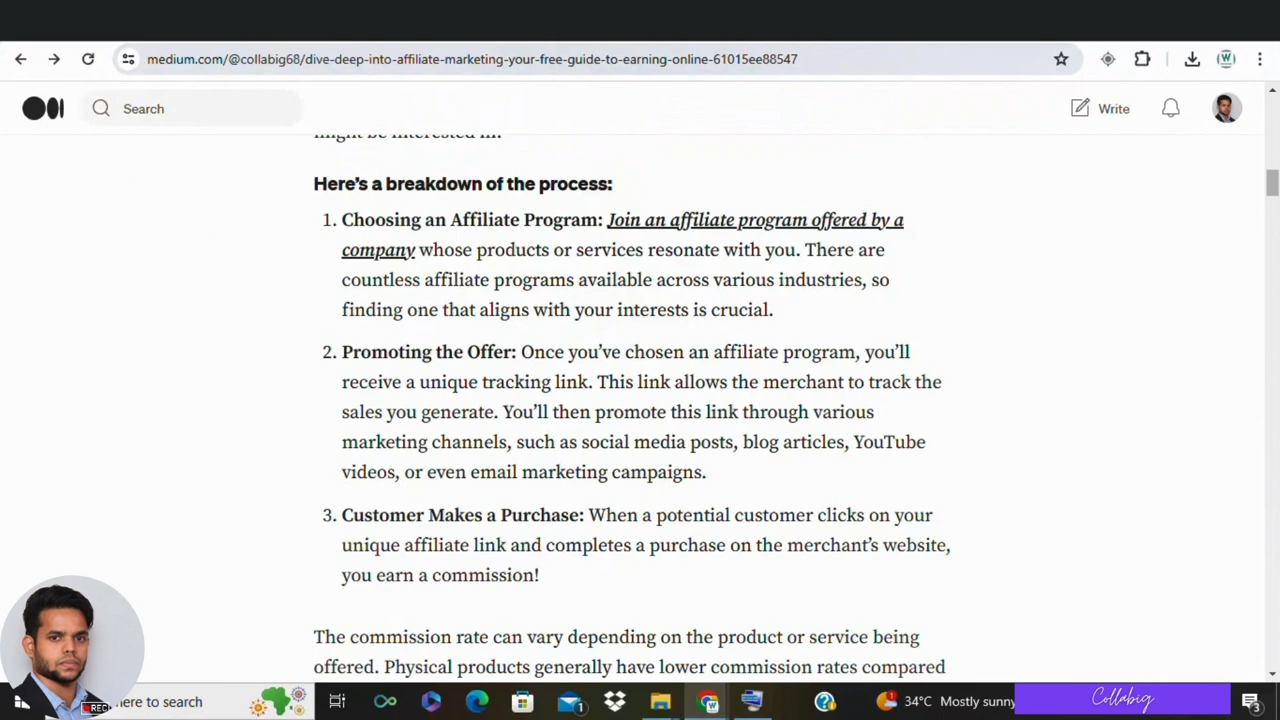 medium.com/@collabig68/dive-deep-into-affiliate-marketing-your-free-guide-to-earning-online-61015ee88547
W
Search
Write
might be interested in.
Here’s a breakdown of the process:
1. Choosing an Affiliate Program: Join an affiliate program offered by a
company whose products or services resonate with you. There are
countless affiliate programs available across various industries, so
finding one that aligns with your interests is crucial.
2. Promoting the Offer: Once you’ve chosen an affiliate program, you’ll
receive a unique tracking link. This link allows the merchant to track the
sales you generate. You’ll then promote this link through various
marketing channels, such as social media posts, blog articles, YouTube
videos, or even email marketing campaigns.
3. Customer Makes a Purchase: When a potential customer clicks on your
unique affiliate link and completes a purchase on the merchant’s website,
you earn a commission!
The commission rate can vary depending on the product or service being
offered. Physical products generally have lower commission rates compared
REC
here to search
1
34°C Mostly sunny
Collabig
3